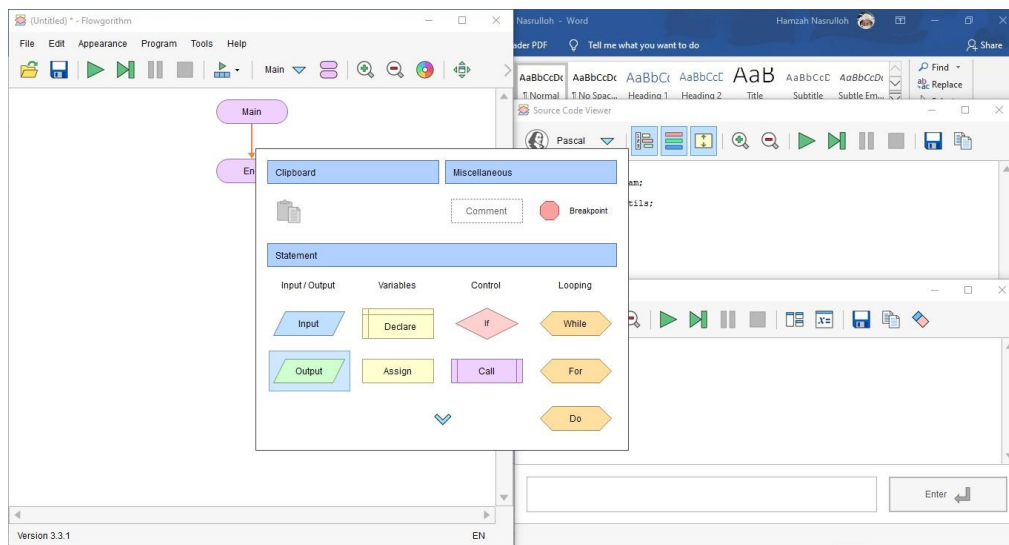 (Untitled) * - Flowgorithm
File Edit Appearance Program Tools Help
Main
Main
Clipboard
Miscellaneous
Comment
Breakpoint
Statement
Input / Output
Variables
Control
Looping
Input
Declare
If
While
Output
Assign
Call
For
Do
Version 3.3.1
EN
Nasrulloh - Word
Hamzah Nasrulloh
ader PDF
Tell me what you want to do
Share
AaBbCcDc AaBbCcDc AaBbCc AaBbCcC AaB AaBbCcC AaBbCcDc
¶ Normal ¶ No Spac... Heading 1 Heading 2 Title Subtitle Subtle Em...
Find
Replace
Source Code Viewer
Pascal
am;
tils;
x=
Enter